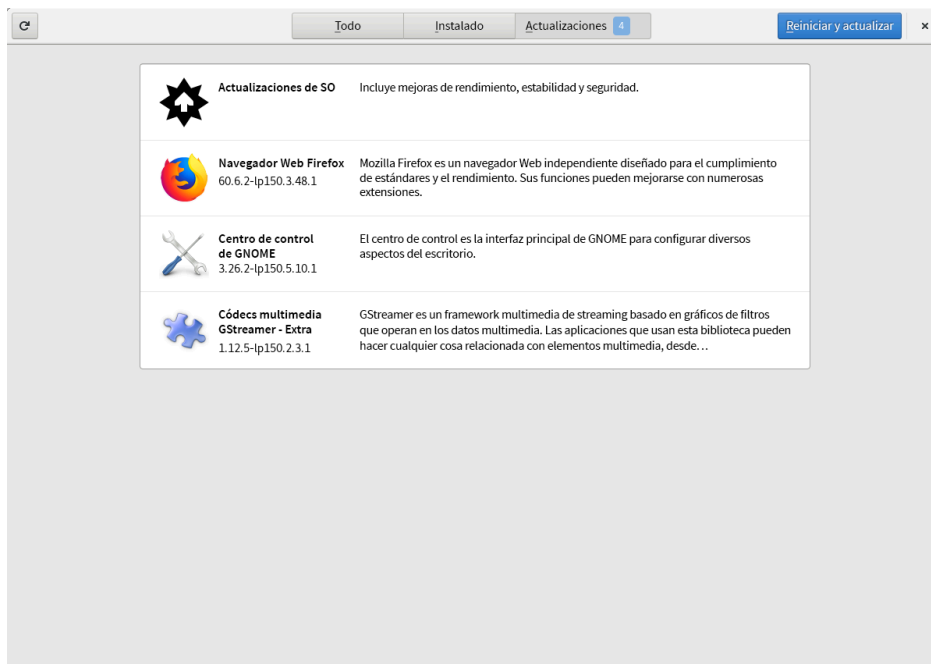 Todo
Instalado
Actualizaciones 4
Reiniciar y actualizar
Actualizaciones de SO
Incluye mejoras de rendimiento, estabilidad y seguridad.
Navegador Web Firefox
60.6.2-lp150.3.48.1
Mozilla Firefox es un navegador Web independiente diseñado para el cumplimiento
de estándares y el rendimiento. Sus funciones pueden mejorarse con numerosas
extensiones.
Centro de control
de GNOME
3.26.2-lp150.5.10.1
El centro de control es la interfaz principal de GNOME para configurar diversos
aspectos del escritorio.
Códecs multimedia
GStreamer - Extra
1.12.5-lp150.2.3.1
GStreamer es un framework multimedia de streaming basado en gráficos de filtros
que operan en los datos multimedia. Las aplicaciones que usan esta biblioteca pueden
hacer cualquier cosa relacionada con elementos multimedia, desde…